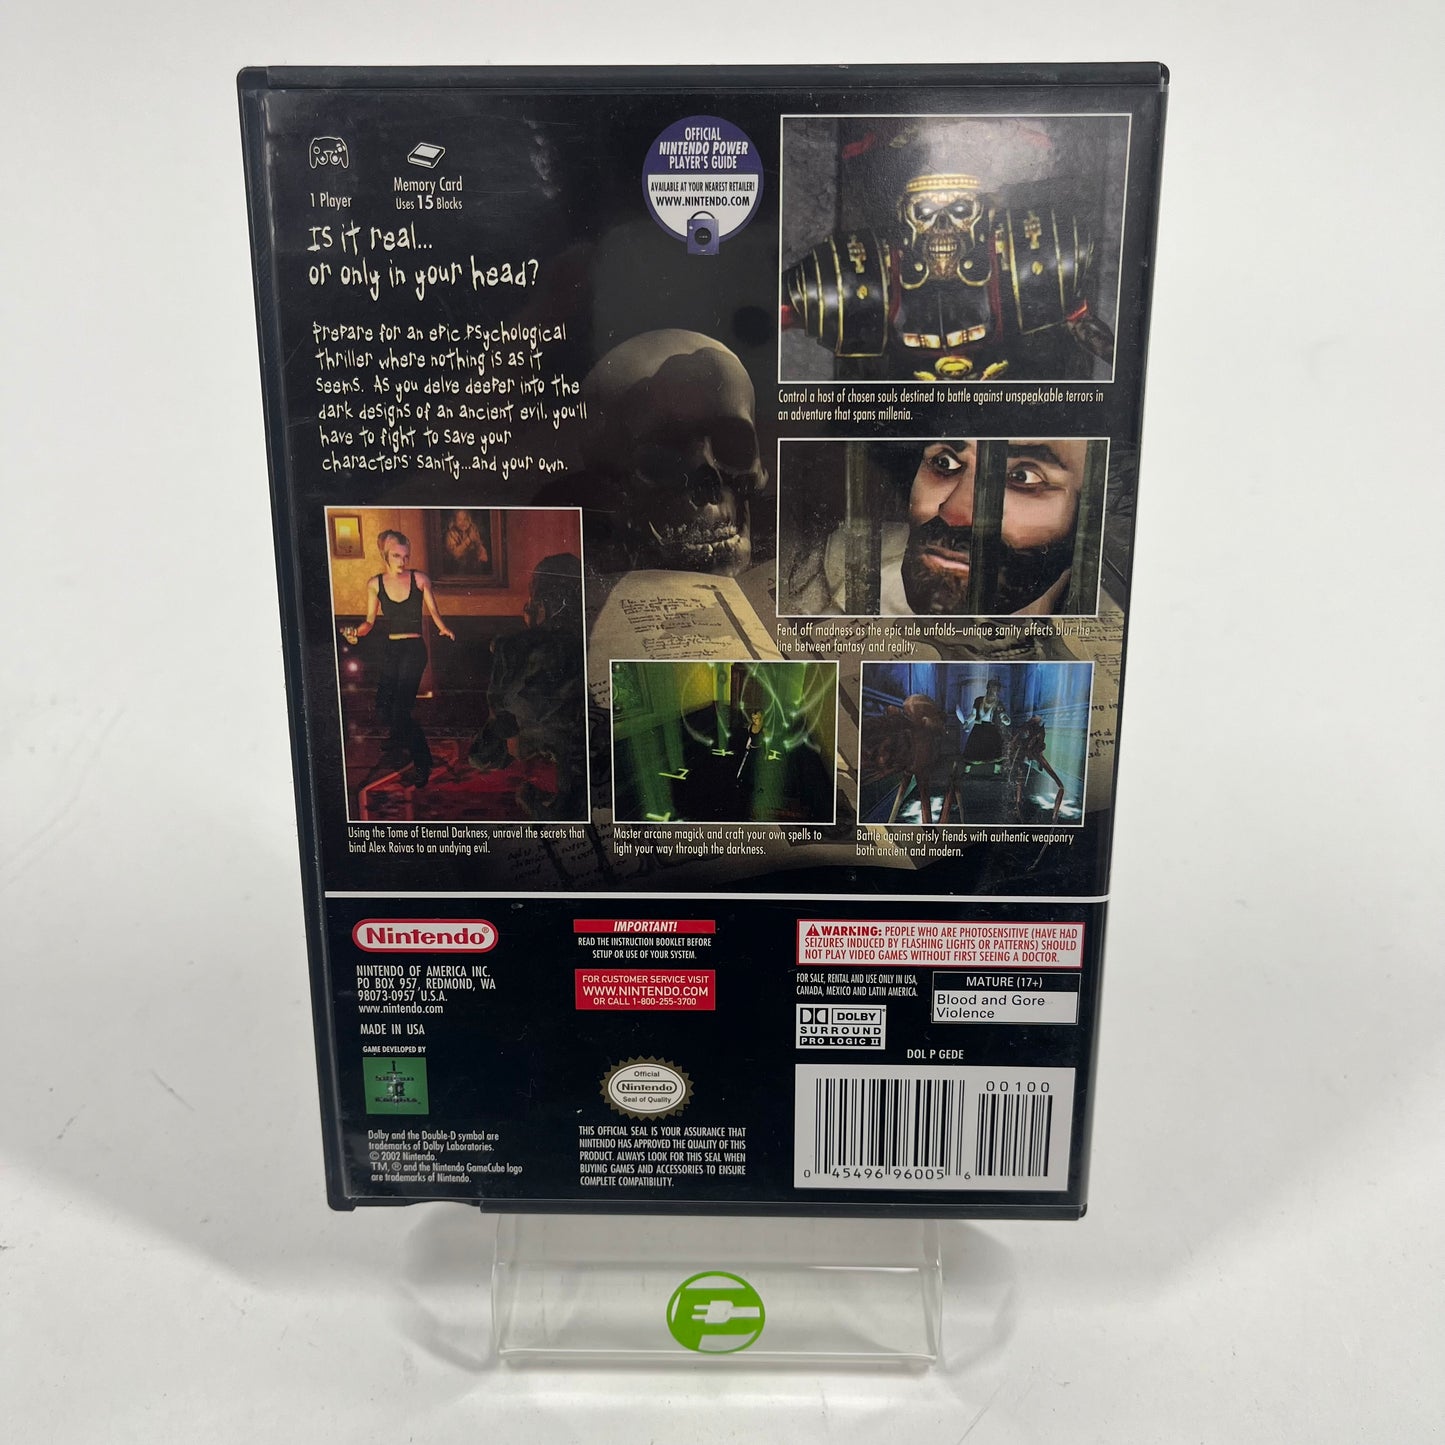 1 Player
Memory Card
Uses 15 Blocks
OFFICIAL
NINTENDO POWER
PLAYER'S GUIDE
AVAILABLE AT YOUR NEAREST RETAILER!
WWW.NINTENDO.COM
Is it real...
or only in your head?
Prepare for an epic psychological
thriller where nothing is as it
seems. As you delve deeper into the
dark designs of an ancient evil, you'll
have to fight to save your
characters' sanity...and your own.
Control a host of chosen souls destined to battle against unspeakable terrors in
an adventure that spans millenia.
Fend off madness as the epic tale unfolds–unique sanity effects blur the
line between fantasy and reality.
Using the Tome of Eternal Darkness, unravel the secrets that
bind Alex Roivas to an undying evil.
Master arcane magick and craft your own spells to
light your way through the darkness.
Battle against grisly fiends with authentic weaponry
both ancient and modern.
Nintendo®
NINTENDO OF AMERICA INC.
PO BOX 957, REDMOND, WA
98073-0957 U.S.A.
www.nintendo.com
MADE IN USA
GAME DEVELOPED BY
Silicon
Knights
Dolby and the Double-D symbol are
trademarks of Dolby Laboratories.
© 2002 Nintendo.
TM, ® and the Nintendo GameCube logo
are trademarks of Nintendo.
IMPORTANT!
READ THE INSTRUCTION BOOKLET BEFORE
SETUP OR USE OF YOUR SYSTEM.
FOR CUSTOMER SERVICE VISIT
WWW.NINTENDO.COM
OR CALL 1-800-255-3700
Official
Nintendo
Seal of Quality
THIS OFFICIAL SEAL IS YOUR ASSURANCE THAT
NINTENDO HAS APPROVED THE QUALITY OF THIS
PRODUCT. ALWAYS LOOK FOR THIS SEAL WHEN
BUYING GAMES AND ACCESSORIES TO ENSURE
COMPLETE COMPATIBILITY.
WARNING: PEOPLE WHO ARE PHOTOSENSITIVE (HAVE HAD
SEIZURES INDUCED BY FLASHING LIGHTS OR PATTERNS) SHOULD
NOT PLAY VIDEO GAMES WITHOUT FIRST SEEING A DOCTOR.
FOR SALE, RENTAL AND USE ONLY IN USA,
CANADA, MEXICO AND LATIN AMERICA.
MATURE (17+)
Blood and Gore
Violence
DOLBY
SURROUND
PRO LOGIC II
DOL P GEDE
00100
0 45496 96005 6